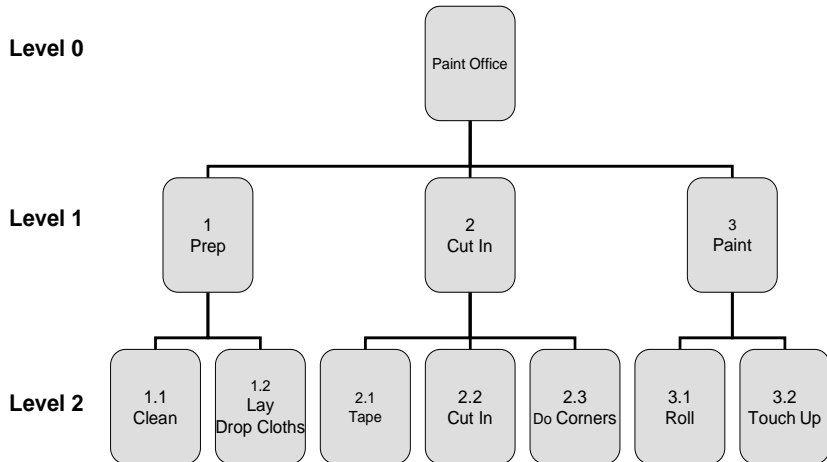 Level 0
Paint Office
Level 1
1
Prep
2
Cut In
3
Paint
Level 2
1.1
Clean
1.2
Lay
Drop Cloths
2.1
Tape
2.2
Cut In
2.3
Do Corners
3.1
Roll
3.2
Touch Up